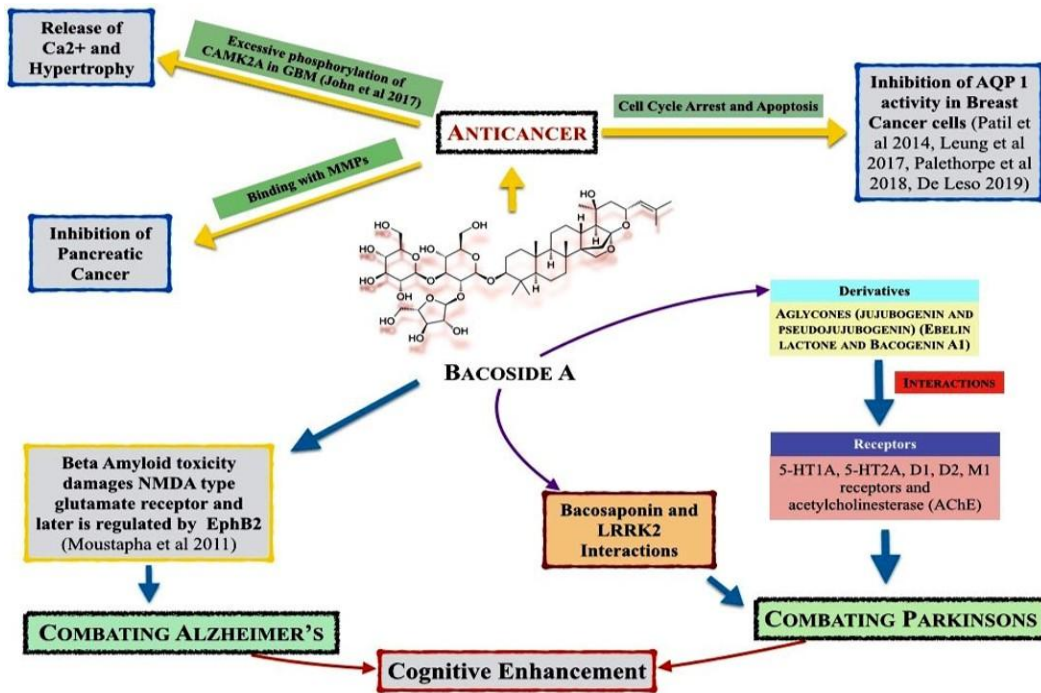 Release of
Ca2+ and
Hypertrophy
Excessive phosphorylation of
CAMK2A in GBM (John et al 2017)
ANTICANCER
Cell Cycle Arrest and Apoptosis
Inhibition of AQP 1
activity in Breast
Cancer cells (Patil et
al 2014, Leung et al
2017, Palethorpe et al
2018, De Leso 2019)
Binding with MMPs
Inhibition of
Pancreatic
Cancer
HO
HO
HO
HO
OH
O
O
OH
HO
O
O
O
O
HO
HO
OH
O
H
H
H
HO
H
O
O
BACOSIDE A
Derivatives
AGLYCONES (JUJUBOGENIN AND
PSEUDOJUJUBOGENIN) (EBELIN
LACTONE AND BACOGENIN A1)
INTERACTIONS
Receptors
5-HT1A, 5-HT2A, D1, D2, M1
receptors and
acetylcholinesterase (AChE)
Beta Amyloid toxicity
damages NMDA type
glutamate receptor and
later is regulated by EphB2
(Moustapha et al 2011)
Bacosaponin and
LRRK2
Interactions
COMBATING ALZHEIMER'S
COMBATING PARKINSONS
Cognitive Enhancement